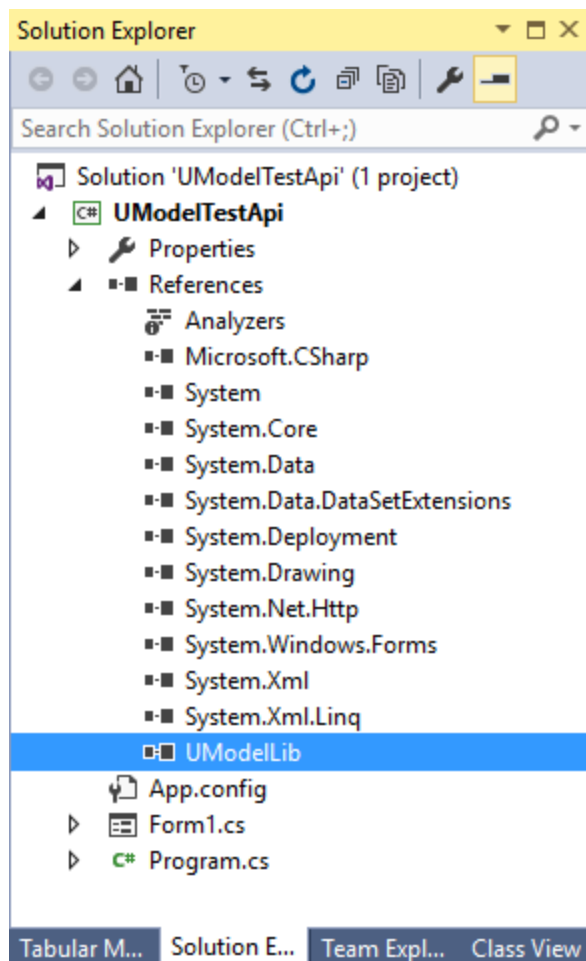 Solution Explorer
Search Solution Explorer (Ctrl+;)
Solution 'UModelTestApi' (1 project)
C# UModelTestApi
Properties
References
Analyzers
Microsoft.CSharp
System
System.Core
System.Data
System.Data.DataSetExtensions
System.Deployment
System.Drawing
System.Net.Http
System.Windows.Forms
System.Xml
System.Xml.Linq
UModelLib
App.config
Form1.cs
C# Program.cs
Tabular M... Solution E... Team Expl... Class View